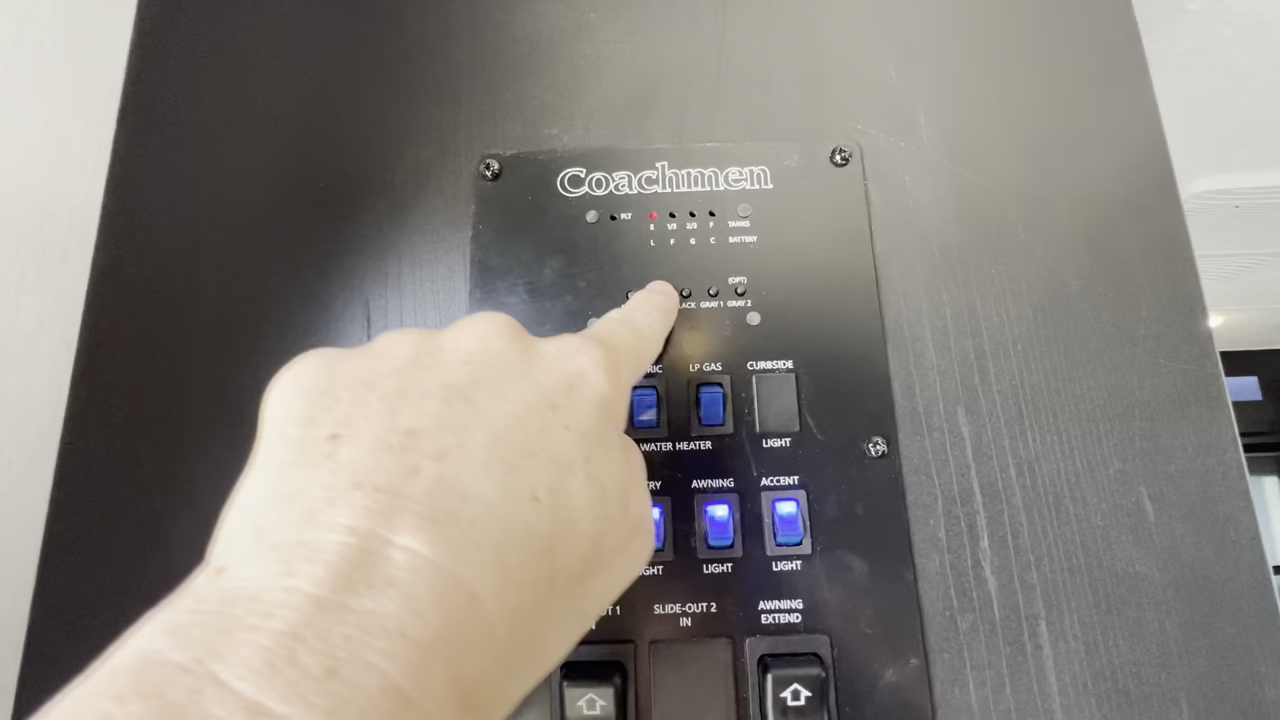 Coachmen
FLT
E 1/3 2/3 F TANKS
L F G C BATTERY
(OPT)
GRAY 1 GRAY 2
LP GAS CURBSIDE
WATER HEATER LIGHT
AWNING ACCENT
LIGHT LIGHT
SLIDE-OUT 2 AWNING
IN EXTEND